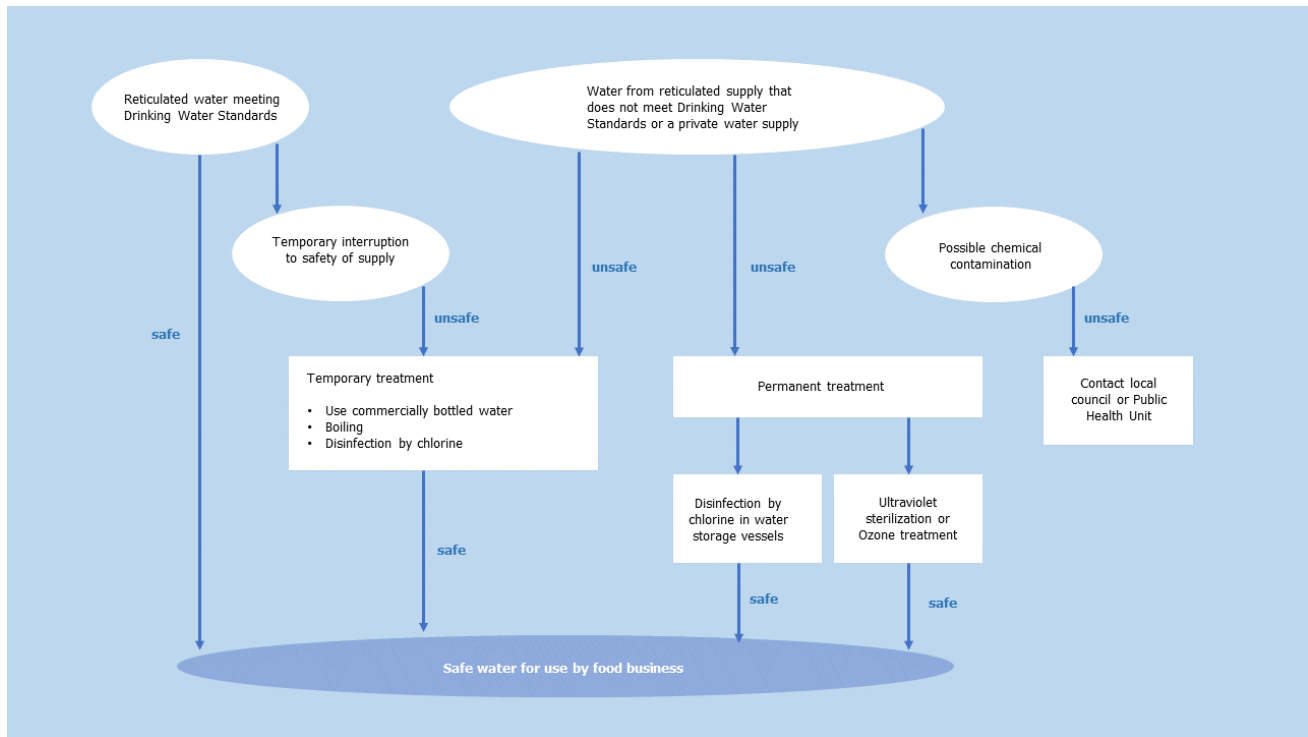 Reticulated water meeting
Drinking Water Standards
Water from reticulated supply that
does not meet Drinking Water
Standards or a private water supply
Temporary interruption
to safety of supply
Possible chemical
contamination
unsafe
unsafe
unsafe
unsafe
safe
Temporary treatment
• Use commercially bottled water
• Boiling
• Disinfection by chlorine
Permanent treatment
Contact local
council or Public
Health Unit
Disinfection by
chlorine in water
storage vessels
Ultraviolet
sterilization or
Ozone treatment
safe
safe
safe
Safe water for use by food business